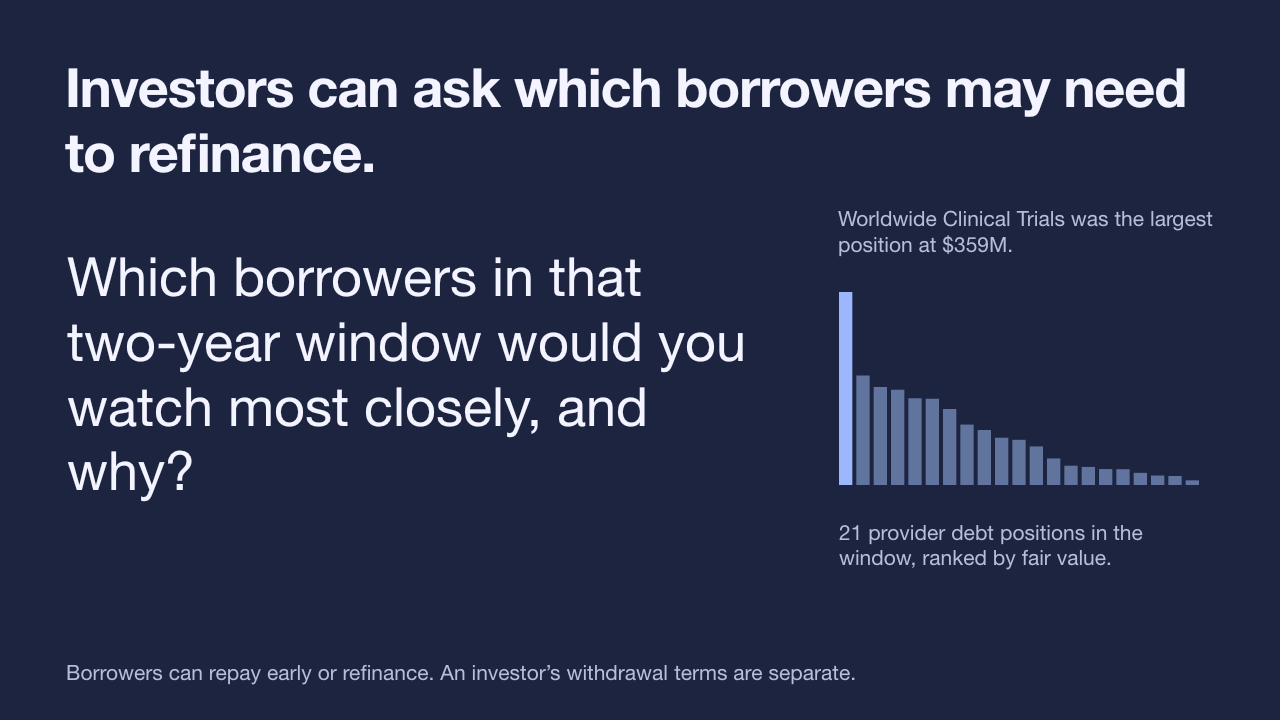 Investors can ask which borrowers may need
to refinance.
Which borrowers in that
two-year window would you
watch most closely, and
why?
Worldwide Clinical Trials was the largest
position at $359M.
21 provider debt positions in the
window, ranked by fair value.
Borrowers can repay early or refinance. An investor’s withdrawal terms are separate.